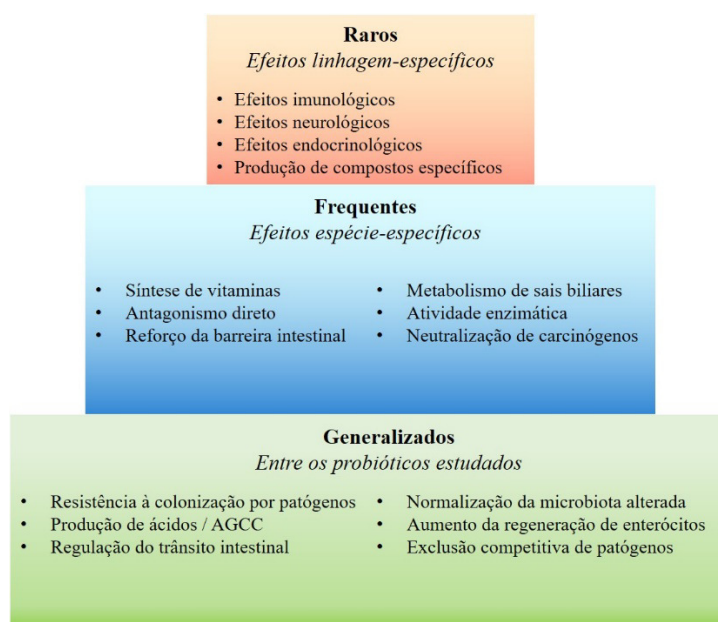 Raros
Efeitos linhagem-específicos
• Efeitos imunológicos
• Efeitos neurológicos
• Efeitos endocrinológicos
• Produção de compostos específicos
Frequentes
Efeitos espécie-específicos
• Síntese de vitaminas
• Antagonismo direto
• Reforço da barreira intestinal
• Metabolismo de sais biliares
• Atividade enzimática
• Neutralização de carcinógenos
Generalizados
Entre os probióticos estudados
• Resistência à colonização por patógenos
• Produção de ácidos / AGCC
• Regulação do trânsito intestinal
• Normalização da microbiota alterada
• Aumento da regeneração de enterócitos
• Exclusão competitiva de patógenos